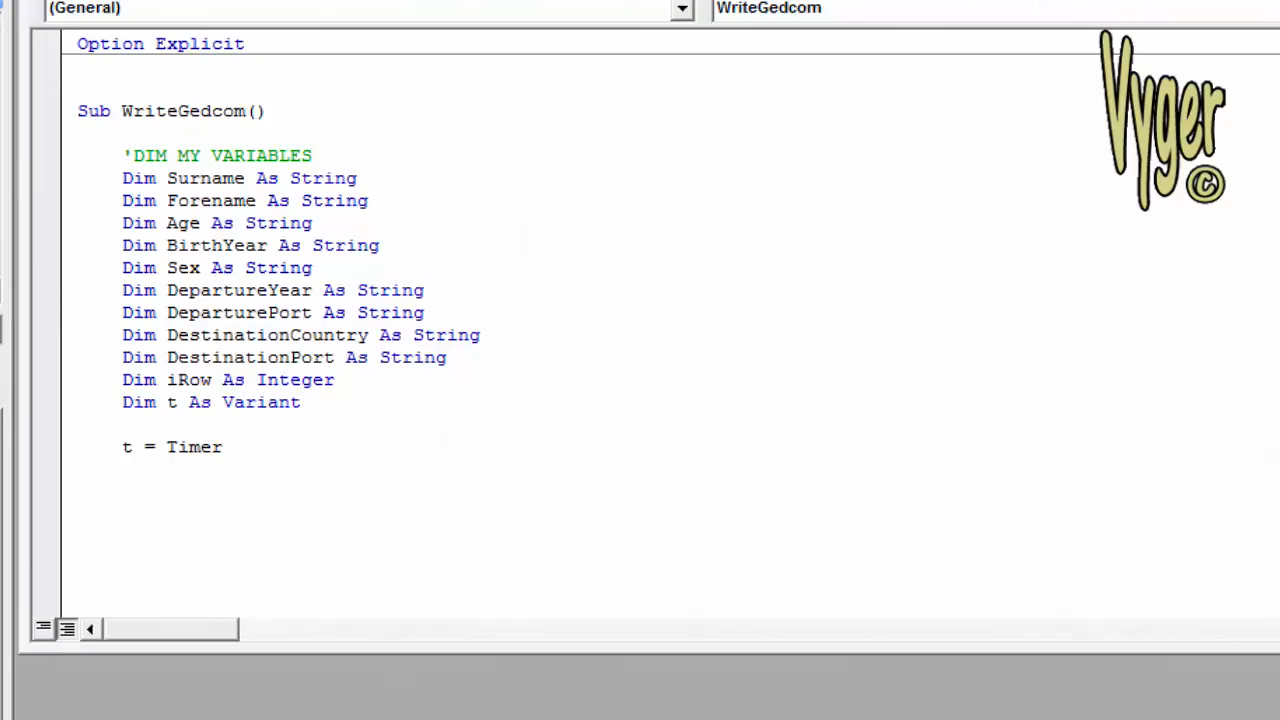 (General)
WriteGedcom
Option Explicit
Sub WriteGedcom()
'DIM MY VARIABLES
Dim Surname As String
Dim Forename As String
Dim Age As String
Dim BirthYear As String
Dim Sex As String
Dim DepartureYear As String
Dim DeparturePort As String
Dim DestinationCountry As String
Dim DestinationPort As String
Dim iRow As Integer
Dim t As Variant
t = Timer
Vyger ©